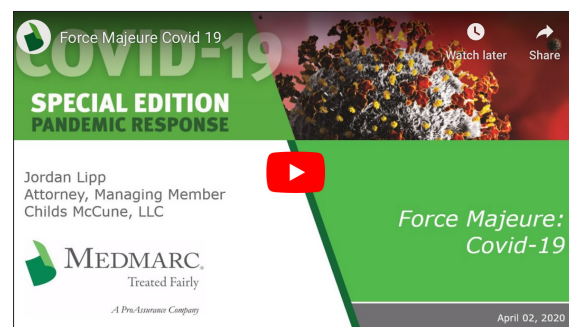 Force Majeure Covid 19
Watch later
Share
COVID-19
SPECIAL EDITION
PANDEMIC RESPONSE
Jordan Lipp
Attorney, Managing Member
Childs McCune, LLC
MEDMARC®
Treated Fairly
A ProAssurance Company
Force Majeure:
Covid-19
April 02, 2020